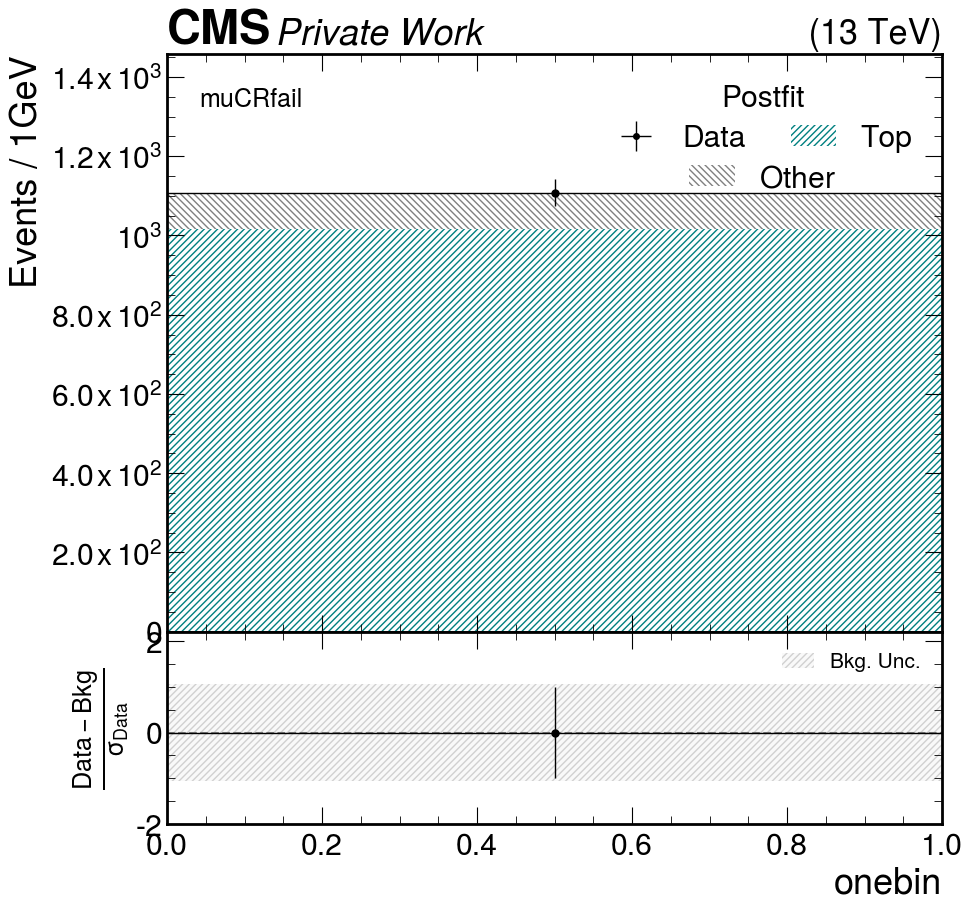 CMS Private Work (13 TeV)
Events / 1GeV
1.4 x 10³
1.2 x 10³
10³
8.0 x 10²
6.0 x 10²
4.0 x 10²
2.0 x 10²
0
muCRfail
Postfit
Data Top
Other
Data – Bkg
σData
2
0
-2
Bkg. Unc.
0.0 0.2 0.4 0.6 0.8 1.0
onebin